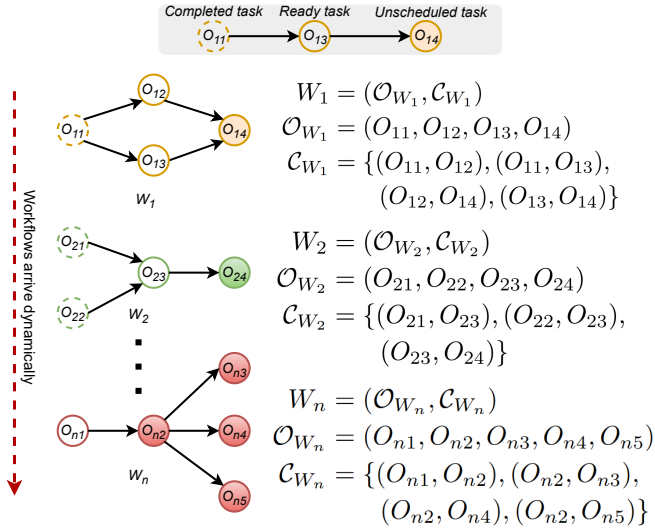 Completed task Ready task Unscheduled task
O11 O13 O14
Workflows arrive dynamically
O11 O12 O13 O14
W1
W1 = (OW1, CW1)
OW1 = (O11, O12, O13, O14)
CW1 = {(O11, O12), (O11, O13),
(O12, O14), (O13, O14)}
O21 O22 O23 O24
W2
W2 = (OW2, CW2)
OW2 = (O21, O22, O23, O24)
CW2 = {(O21, O23), (O22, O23),
(O23, O24)}
On1 On2 On3 On4 On5
Wn
Wn = (OWn, CWn)
OWn = (On1, On2, On3, On4, On5)
CWn = {(On1, On2), (On2, On3),
(On2, On4), (On2, On5)}